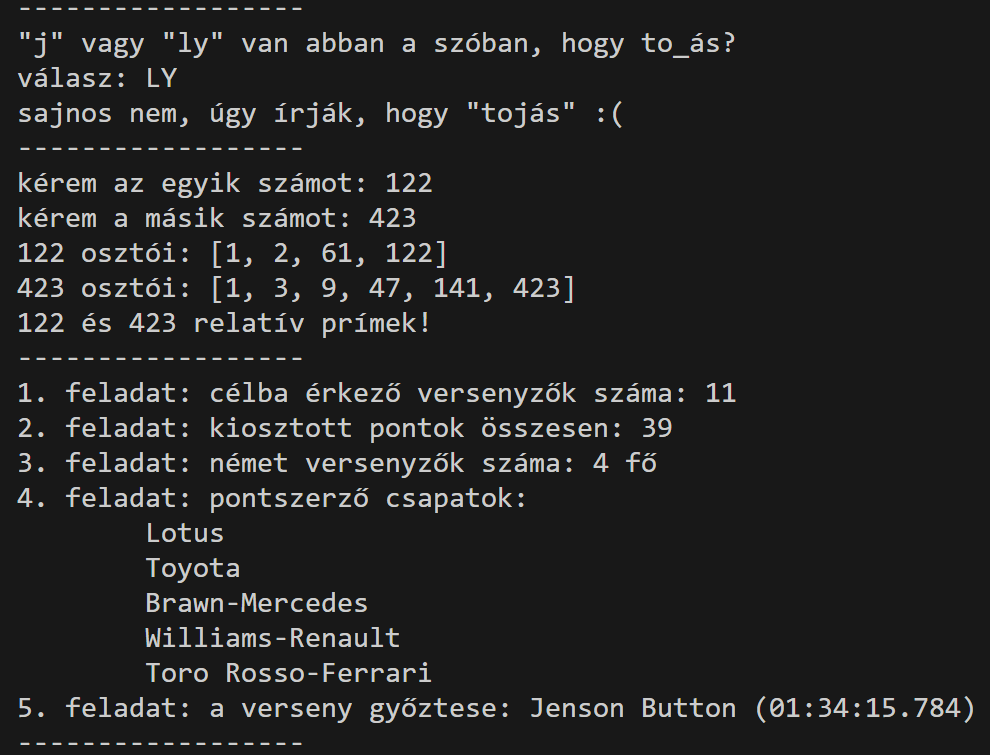 ------------------
"j" vagy "ly" van abban a szóban, hogy to_ás?
válasz: LY
sajnos nem, úgy írják, hogy "tojás" :(
------------------
kérem az egyik számot: 122
kérem a másik számot: 423
122 osztói: [1, 2, 61, 122]
423 osztói: [1, 3, 9, 47, 141, 423]
122 és 423 relatív prímek!
------------------
1. feladat: célba érkező versenyzők száma: 11
2. feladat: kiosztott pontok összesen: 39
3. feladat: német versenyzők száma: 4 fő
4. feladat: pontszerző csapatok:
        Lotus
        Toyota
        Brawn-Mercedes
        Williams-Renault
        Toro Rosso-Ferrari
5. feladat: a verseny győztese: Jenson Button (01:34:15.784)
------------------